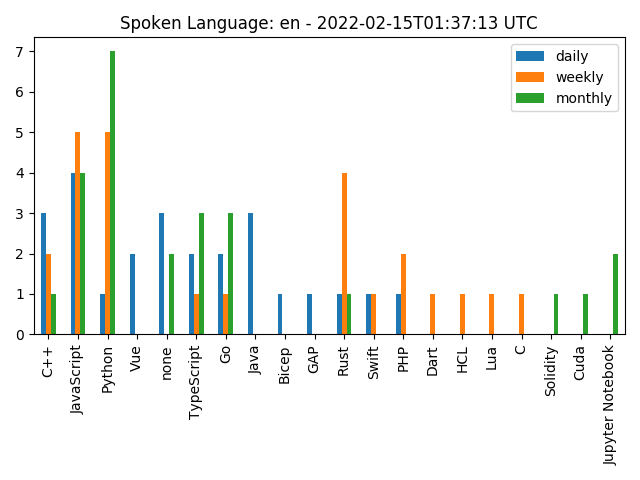 Spoken Language: en - 2022-02-15T01:37:13 UTC
daily
weekly
monthly
7
6
5
4
3
2
1
0
C++
JavaScript
Python
Vue
none
TypeScript
Go
Java
Bicep
GAP
Rust
Swift
PHP
Dart
HCL
Lua
C
Solidity
Cuda
Jupyter Notebook